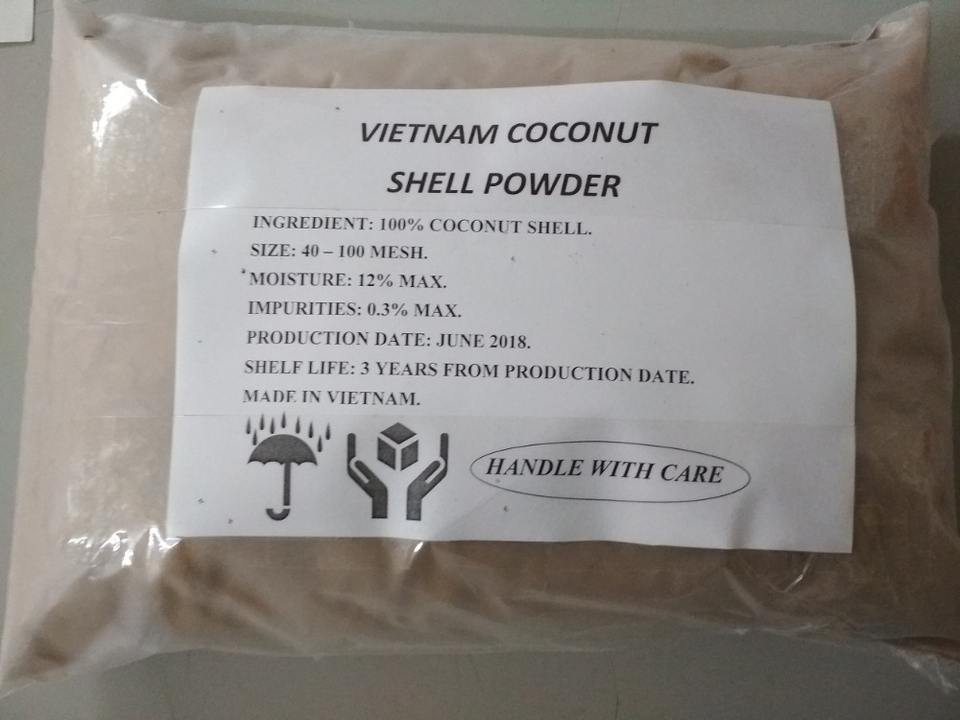 VIETNAM COCONUT
SHELL POWDER
INGREDIENT: 100% COCONUT SHELL.
SIZE: 40 – 100 MESH.
MOISTURE: 12% MAX.
IMPURITIES: 0.3% MAX.
PRODUCTION DATE: JUNE 2018.
SHELF LIFE: 3 YEARS FROM PRODUCTION DATE.
MADE IN VIETNAM.
HANDLE WITH CARE